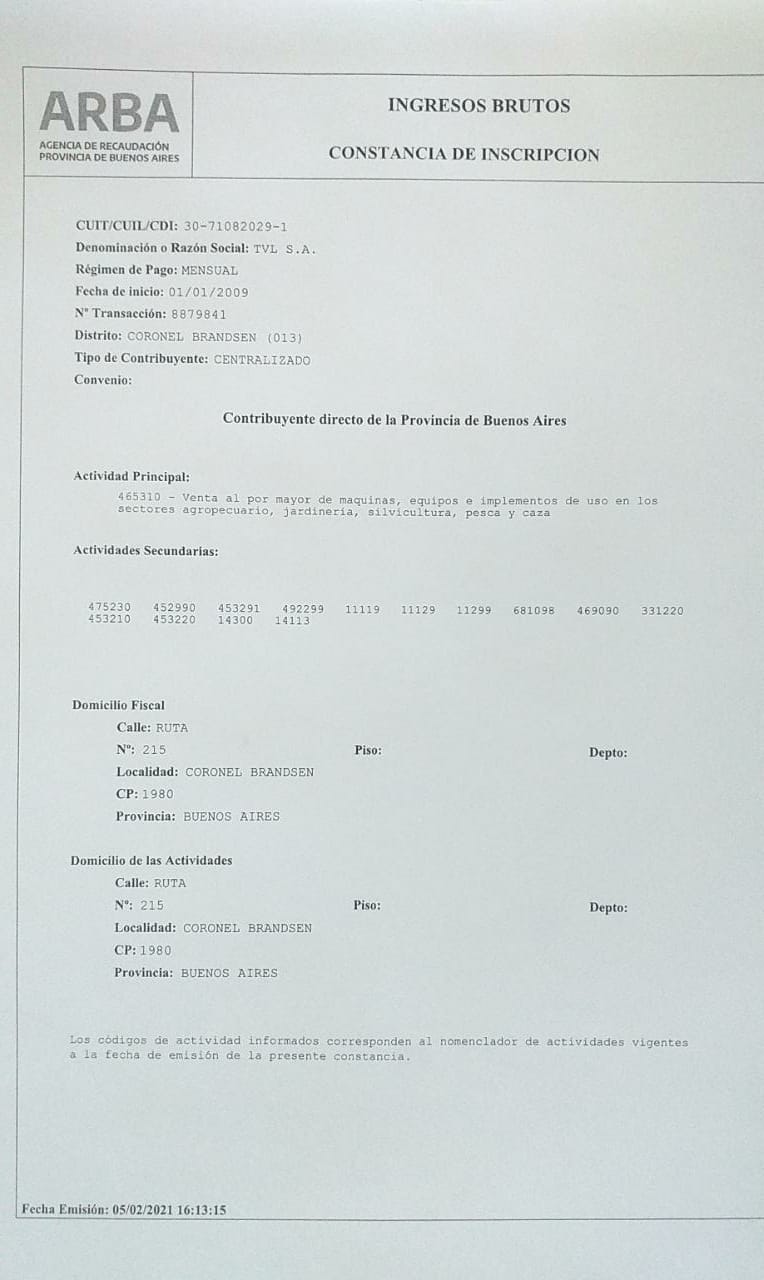 ARBA
AGENCIA DE RECAUDACIÓN
PROVINCIA DE BUENOS AIRES
INGRESOS BRUTOS
CONSTANCIA DE INSCRIPCION
CUIT/CUIL/CDI: 30-71082029-1
Denominación o Razón Social: TVL S.A.
Régimen de Pago: MENSUAL
Fecha de inicio: 01/01/2009
Nº Transacción: 8879841
Distrito: CORONEL BRANDSEN (013)
Tipo de Contribuyente: CENTRALIZADO
Convenio:
Contribuyente directo de la Provincia de Buenos Aires
Actividad Principal:
465310 - Venta al por mayor de maquinas, equipos e implementos de uso en los
sectores agropecuario, jardinería, silvicultura, pesca y caza
Actividades Secundarias:
475230 452990 453291 492299 11119 11129 11299 681098 469090 331220
453210 453220 14300 14113
Domicilio Fiscal
Calle: RUTA
Nº: 215 Piso: Depto:
Localidad: CORONEL BRANDSEN
CP: 1980
Provincia: BUENOS AIRES
Domicilio de las Actividades
Calle: RUTA
Nº: 215 Piso: Depto:
Localidad: CORONEL BRANDSEN
CP: 1980
Provincia: BUENOS AIRES
Los códigos de actividad informados corresponden al nomenclador de actividades vigentes
a la fecha de emisión de la presente constancia.
Fecha Emisión: 05/02/2021 16:13:15